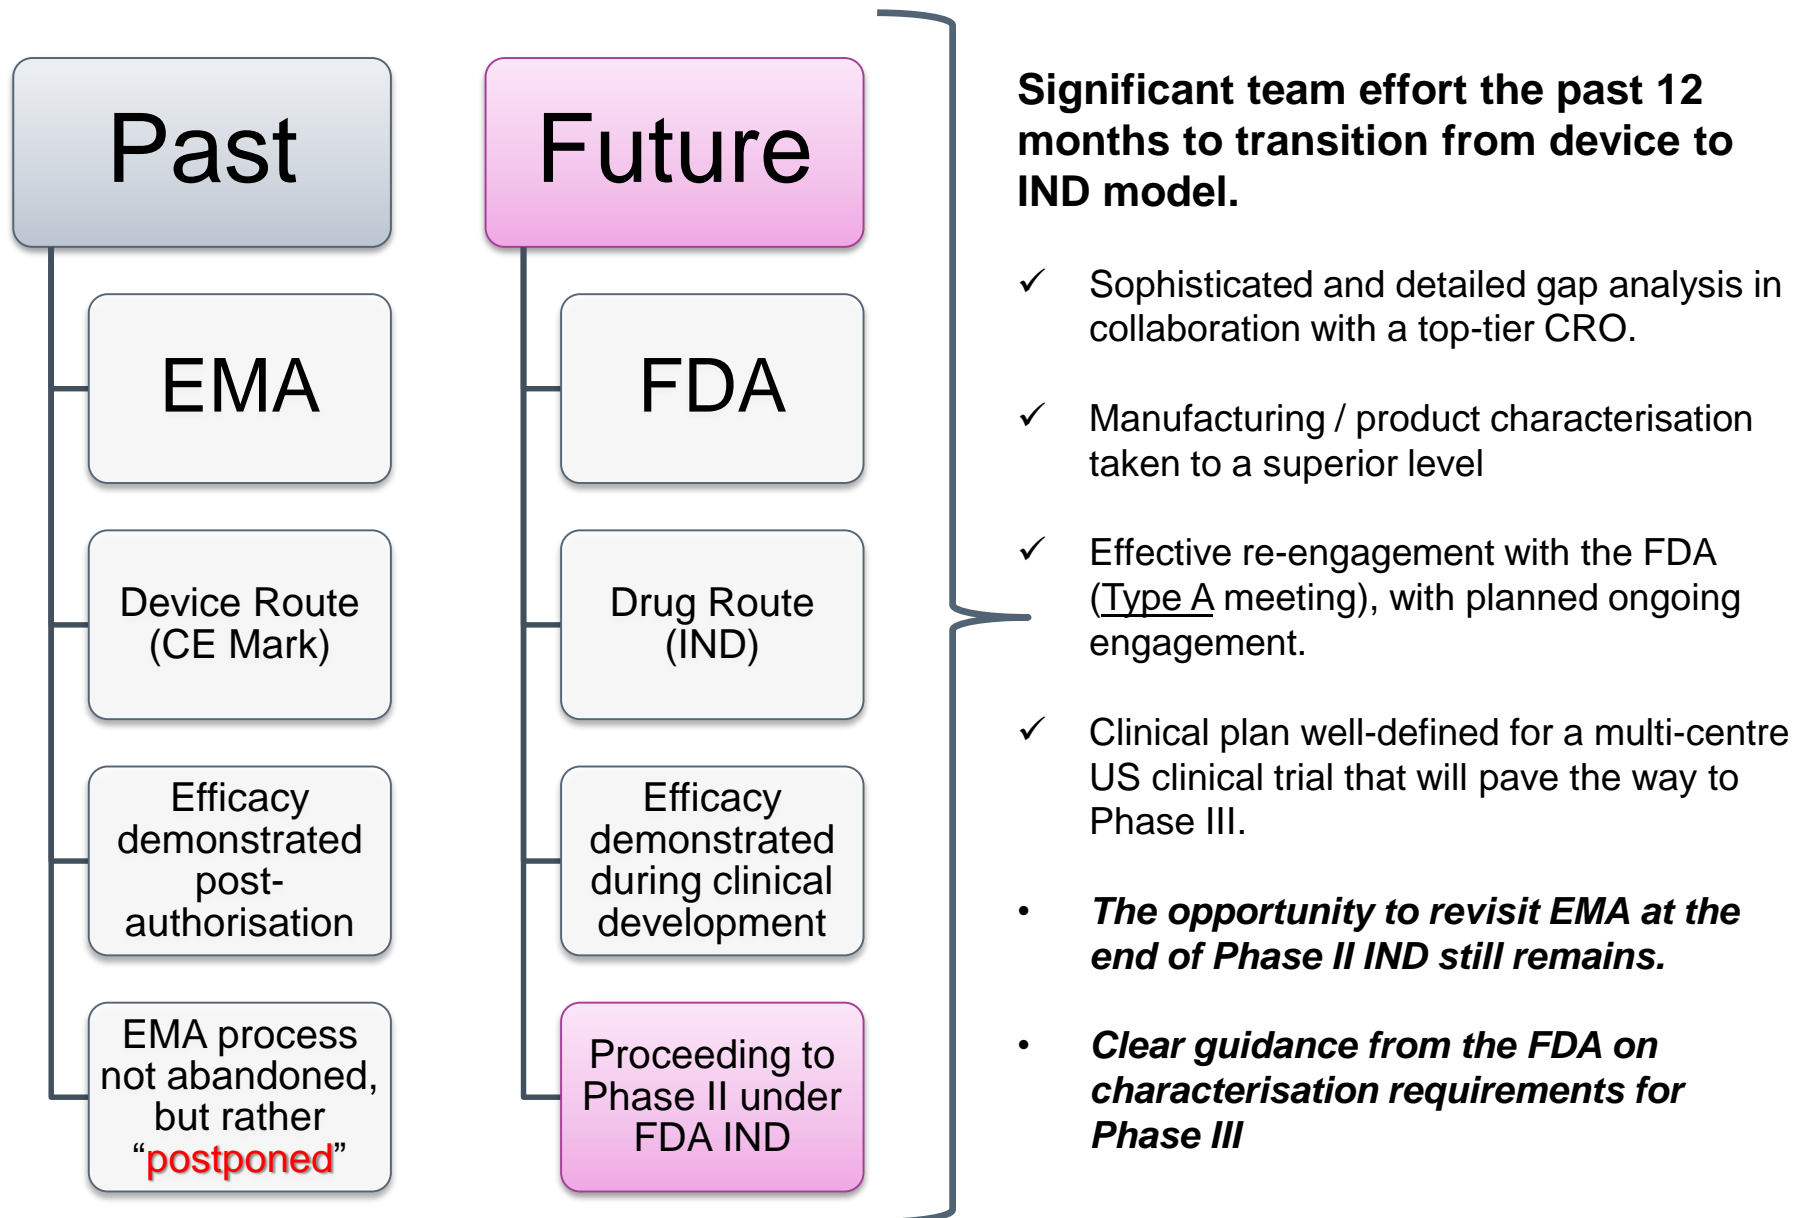 Past
EMA
Device Route
(CE Mark)
Efficacy
demonstrated
post-
authorisation
EMA process
not abandoned,
but rather
“postponed”
Future
FDA
Drug Route
(IND)
Efficacy
demonstrated
during clinical
development
Proceeding to
Phase II under
FDA IND
Significant team effort the past 12
months to transition from device to
IND model.
✓ Sophisticated and detailed gap analysis in
collaboration with a top-tier CRO.
✓ Manufacturing / product characterisation
taken to a superior level
✓ Effective re-engagement with the FDA
(Type A meeting), with planned ongoing
engagement.
✓ Clinical plan well-defined for a multi-centre
US clinical trial that will pave the way to
Phase III.
• The opportunity to revisit EMA at the
end of Phase II IND still remains.
• Clear guidance from the FDA on
characterisation requirements for
Phase III